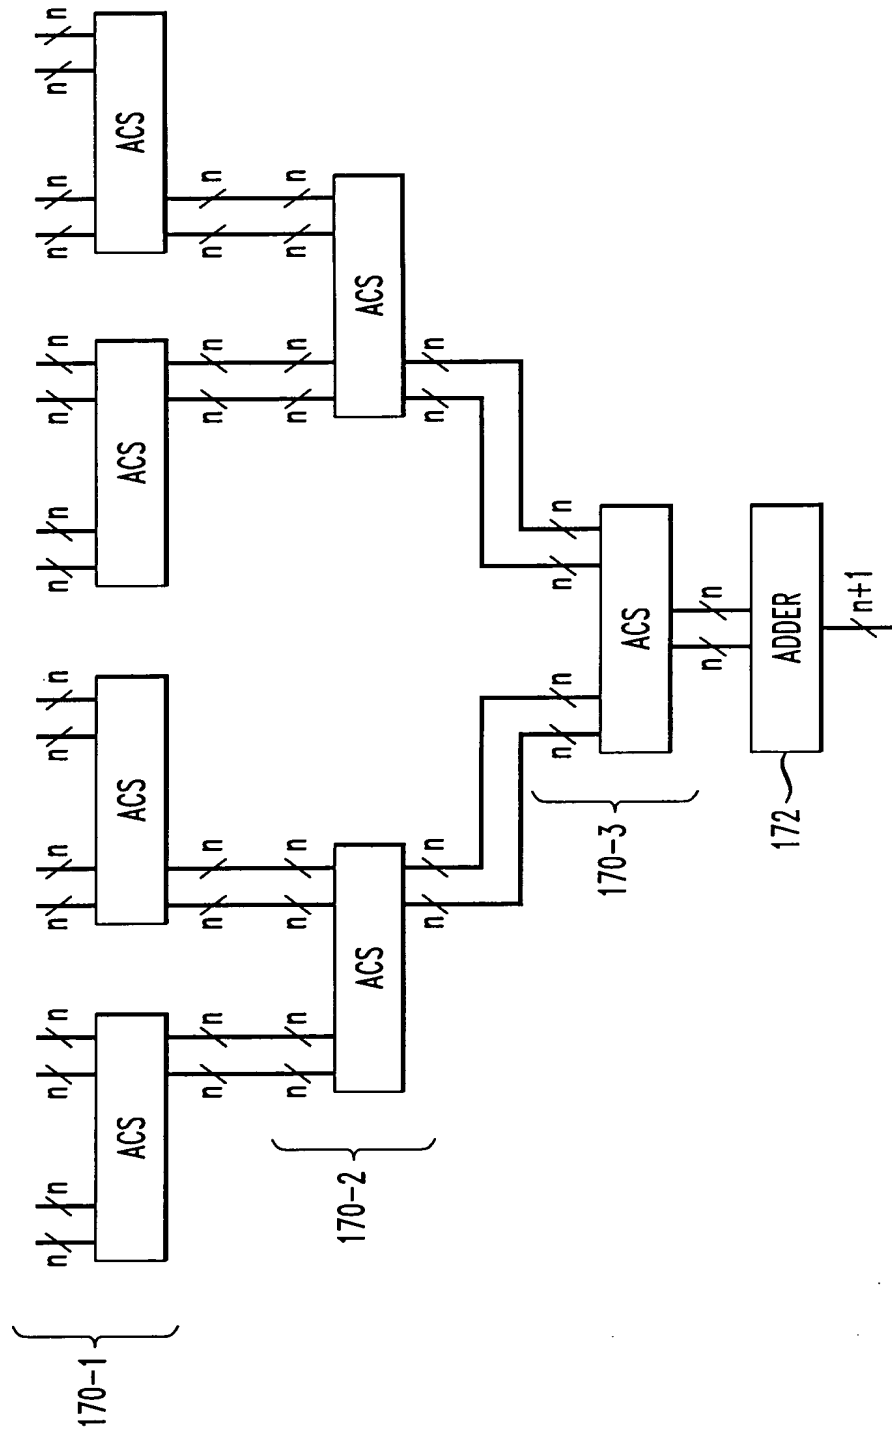 n n n n n n n n n n n n n n n n
170-1 ACS ACS ACS ACS
n n n n n n n n
n n n n n n n n
170-2 ACS ACS
n n n n
n n n n
170-3 ACS
n n
172 ADDER
n+1